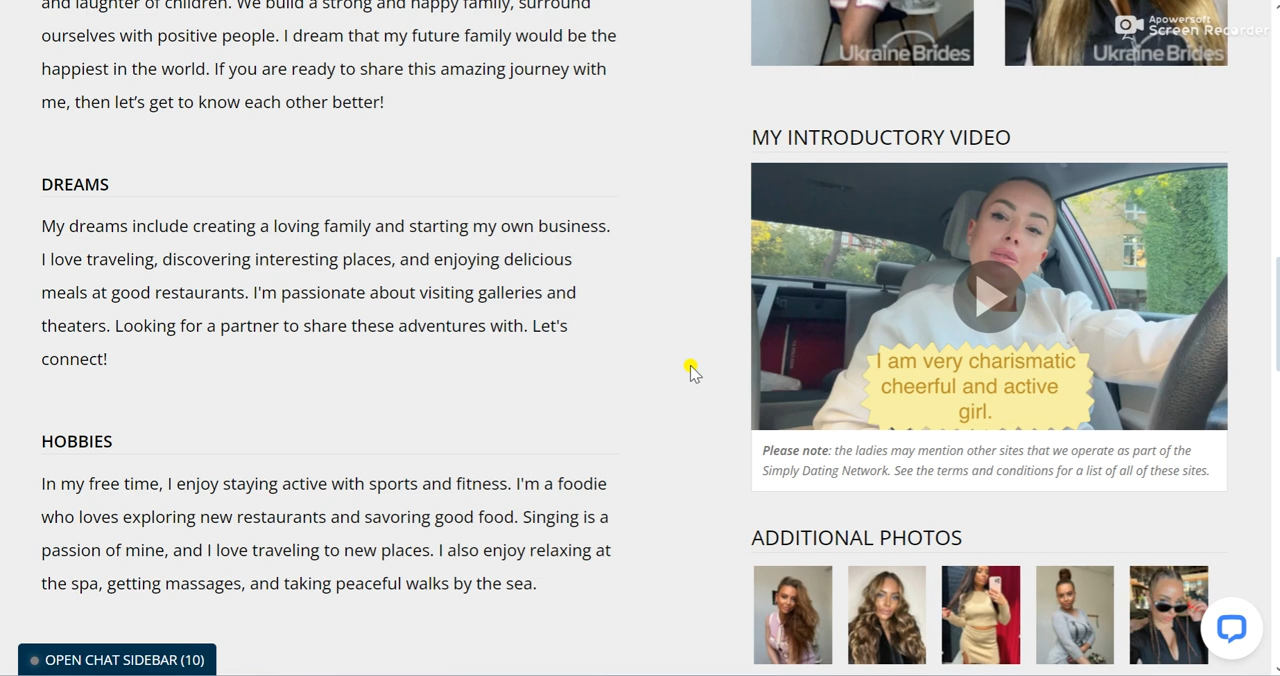 and laughter of children. We build a strong and happy family, surround
ourselves with positive people. I dream that my future family would be the
happiest in the world. If you are ready to share this amazing journey with
me, then let’s get to know each other better!
DREAMS
My dreams include creating a loving family and starting my own business.
I love traveling, discovering interesting places, and enjoying delicious
meals at good restaurants. I'm passionate about visiting galleries and
theaters. Looking for a partner to share these adventures with. Let's
connect!
HOBBIES
In my free time, I enjoy staying active with sports and fitness. I'm a foodie
who loves exploring new restaurants and savoring good food. Singing is a
passion of mine, and I love traveling to new places. I also enjoy relaxing at
the spa, getting massages, and taking peaceful walks by the sea.
OPEN CHAT SIDEBAR (10)
Apowersoft
Screen Recorder
Ukraine Brides
Ukraine Brides
MY INTRODUCTORY VIDEO
I am very charismatic
cheerful and active
girl.
Please note: the ladies may mention other sites that we operate as part of the
Simply Dating Network. See the terms and conditions for a list of all of these sites.
ADDITIONAL PHOTOS